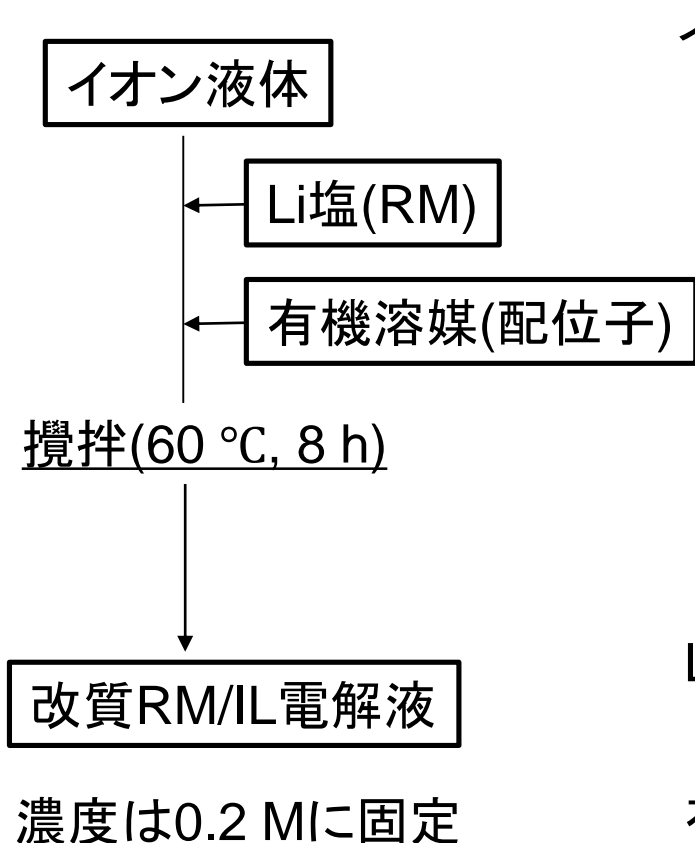 イオン液体
Li塩(RM)
有機溶媒(配位子)
攪拌(60 ℃, 8 h)
改質RM/IL電解液
濃度は0.2 Mに固定